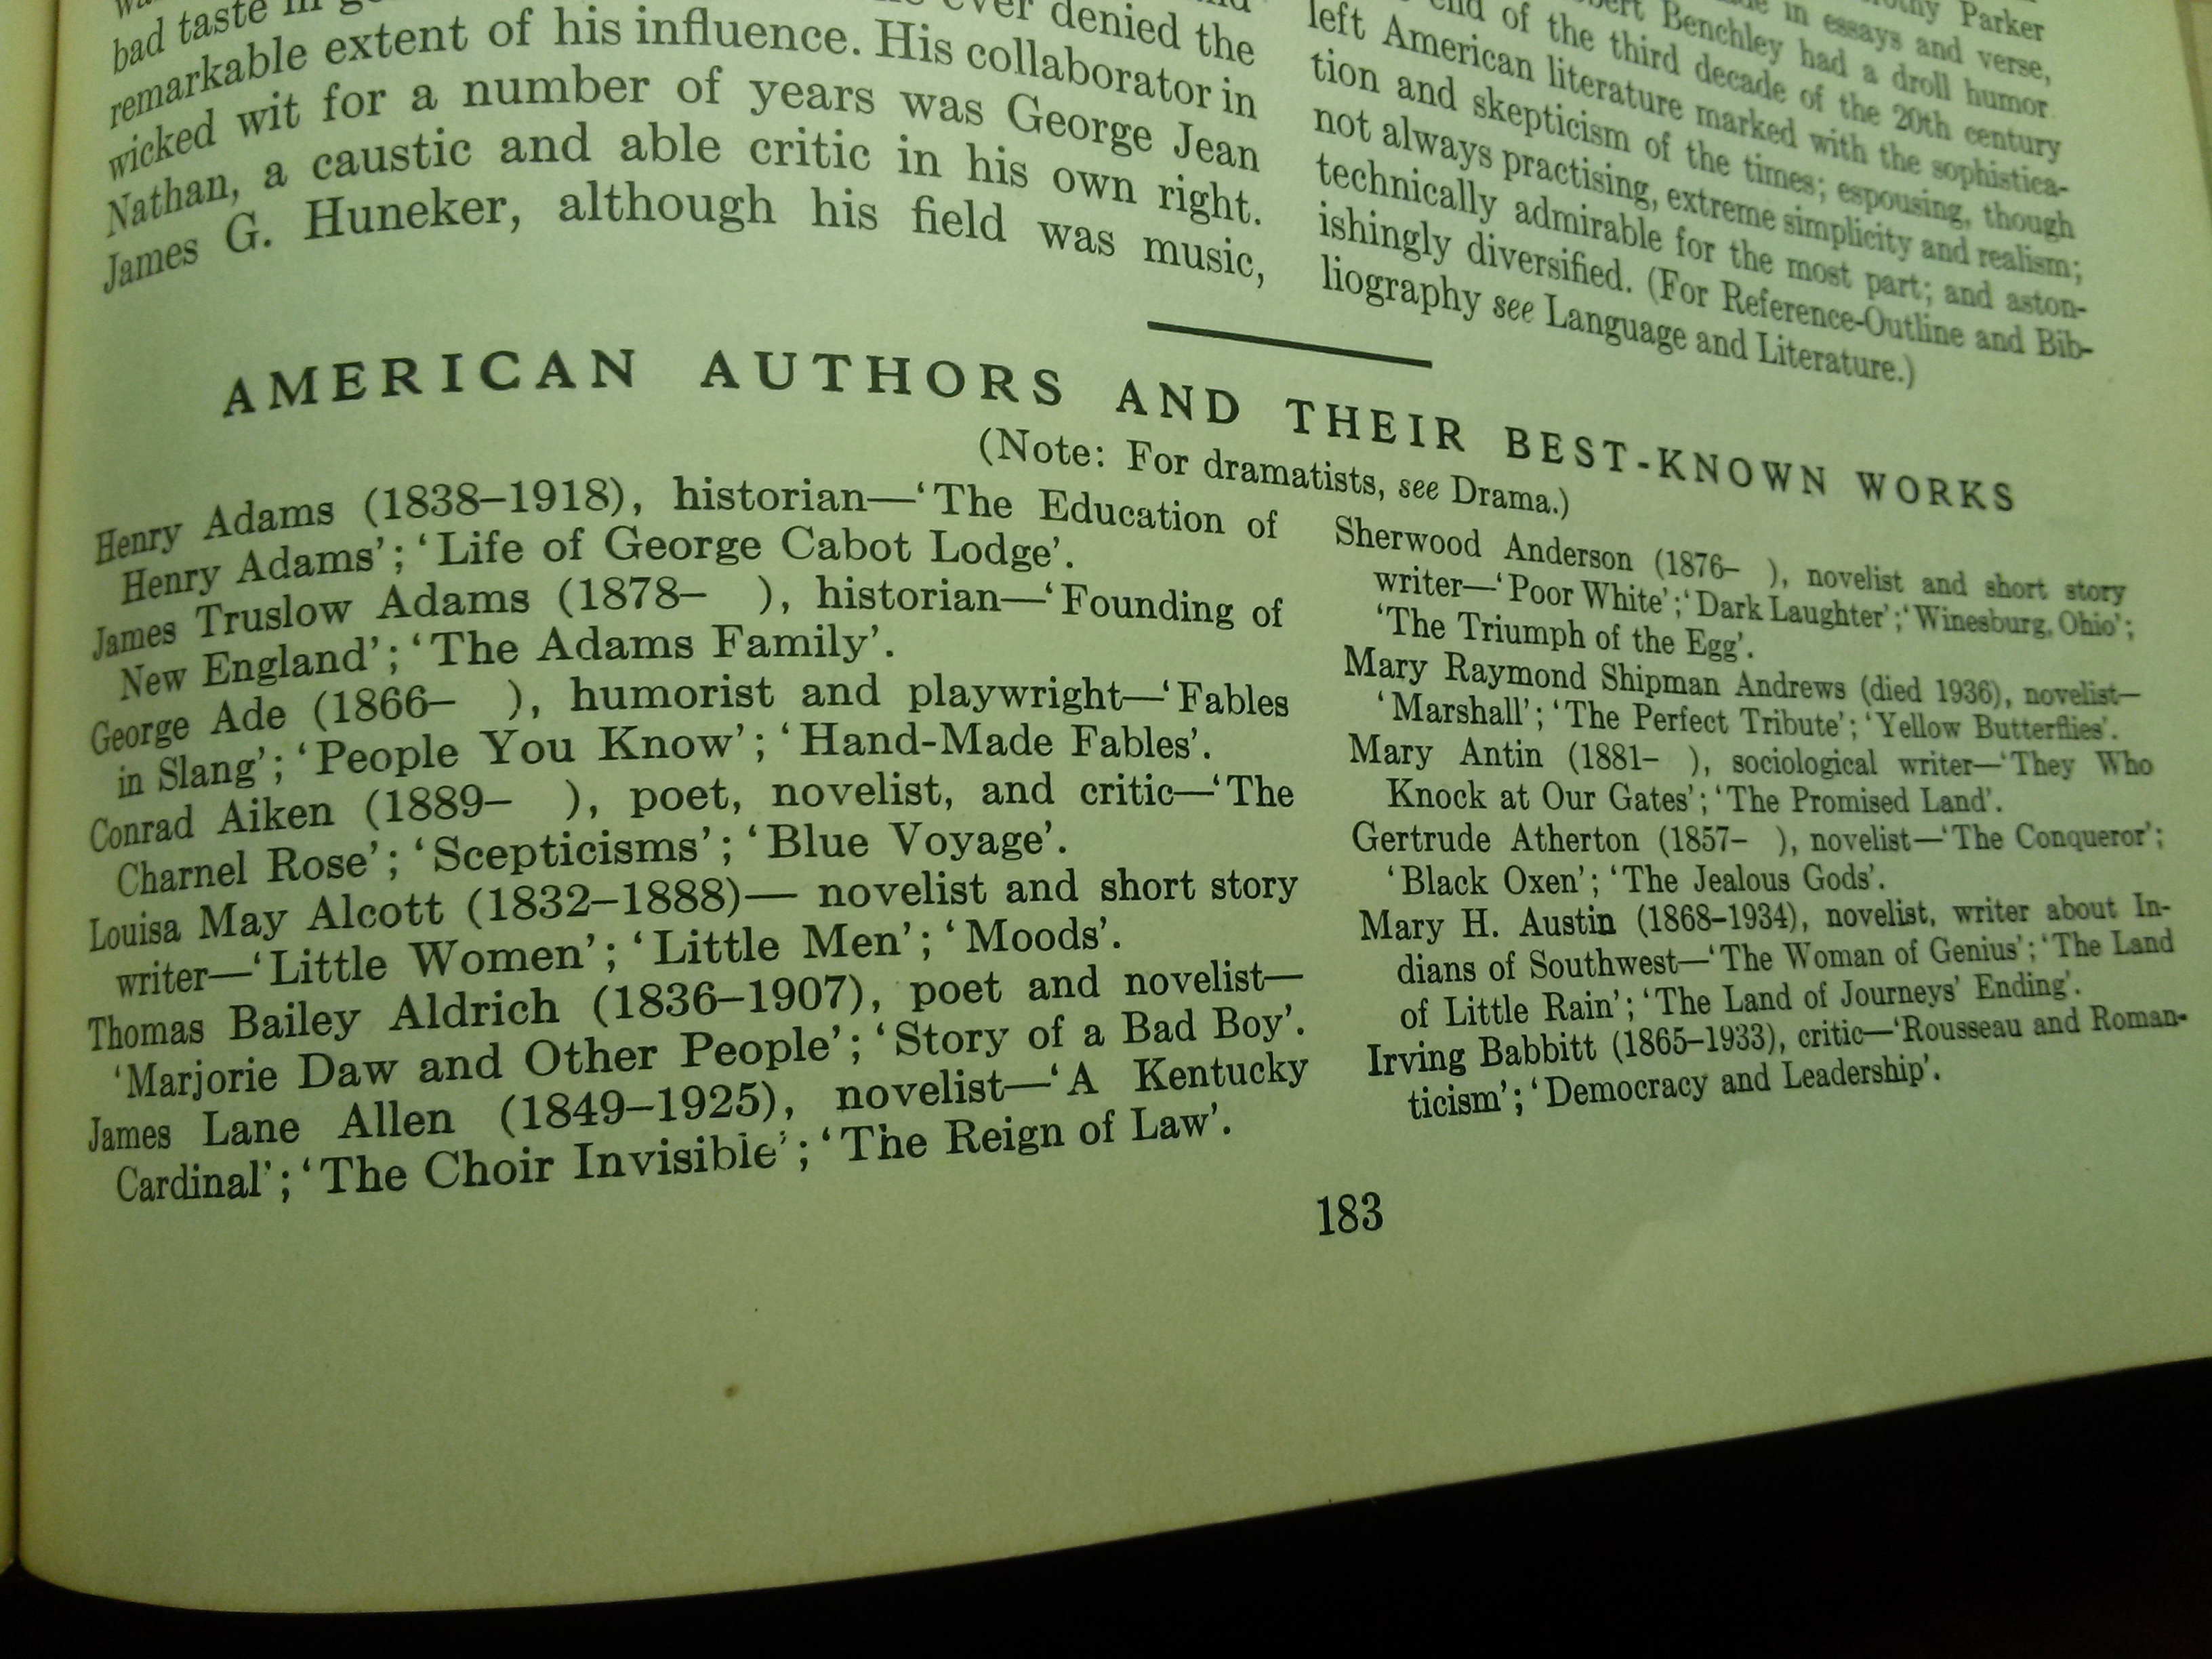 bad taste in
ever denied the
remarkable extent of his influence. His collaborator in
wicked wit for a number of years was George Jean
Nathan, a caustic and able critic in his own right.
James G. Huneker, although his field was music,
Parker
in essays and verse,
Benchley had a droll humor
end of the third decade of the 20th century
left American literature marked with the sophistica-
tion and skepticism of the times; espousing, though
not always practising, extreme simplicity and realism;
technically admirable for the most part; and aston-
ishingly diversified. (For Reference-Outline and Bib-
liography see Language and Literature.)
AMERICAN AUTHORS AND THEIR BEST-KNOWN WORKS
(Note: For dramatists, see Drama.)
Henry Adams (1838–1918), historian—‘The Education of
Henry Adams’; ‘Life of George Cabot Lodge’.
James Truslow Adams (1878– ), historian—‘Founding of
New England’; ‘The Adams Family’.
George Ade (1866– ), humorist and playwright—‘Fables
in Slang’; ‘People You Know’; ‘Hand-Made Fables’.
Conrad Aiken (1889– ), poet, novelist, and critic—‘The
Charnel Rose’; ‘Scepticisms’; ‘Blue Voyage’.
Louisa May Alcott (1832–1888)— novelist and short story
writer—‘Little Women’; ‘Little Men’; ‘Moods’.
Thomas Bailey Aldrich (1836–1907), poet and novelist—
‘Marjorie Daw and Other People’; ‘Story of a Bad Boy’.
James Lane Allen (1849–1925), novelist—‘A Kentucky
Cardinal’; ‘The Choir Invisible’; ‘The Reign of Law’.
Sherwood Anderson (1876– ), novelist and short story
writer—‘Poor White’; ‘Dark Laughter’; ‘Winesburg, Ohio’;
‘The Triumph of the Egg’.
Mary Raymond Shipman Andrews (died 1936), novelist—
‘Marshall’; ‘The Perfect Tribute’; ‘Yellow Butterflies’.
Mary Antin (1881– ), sociological writer—‘They Who
Knock at Our Gates’; ‘The Promised Land’.
Gertrude Atherton (1857– ), novelist—‘The Conqueror’;
‘Black Oxen’; ‘The Jealous Gods’.
Mary H. Austin (1868–1934), novelist, writer about In-
dians of Southwest—‘The Woman of Genius’; ‘The Land
of Little Rain’; ‘The Land of Journeys’ Ending’.
Irving Babbitt (1865–1933), critic—‘Rousseau and Roman-
ticism’; ‘Democracy and Leadership’.
183